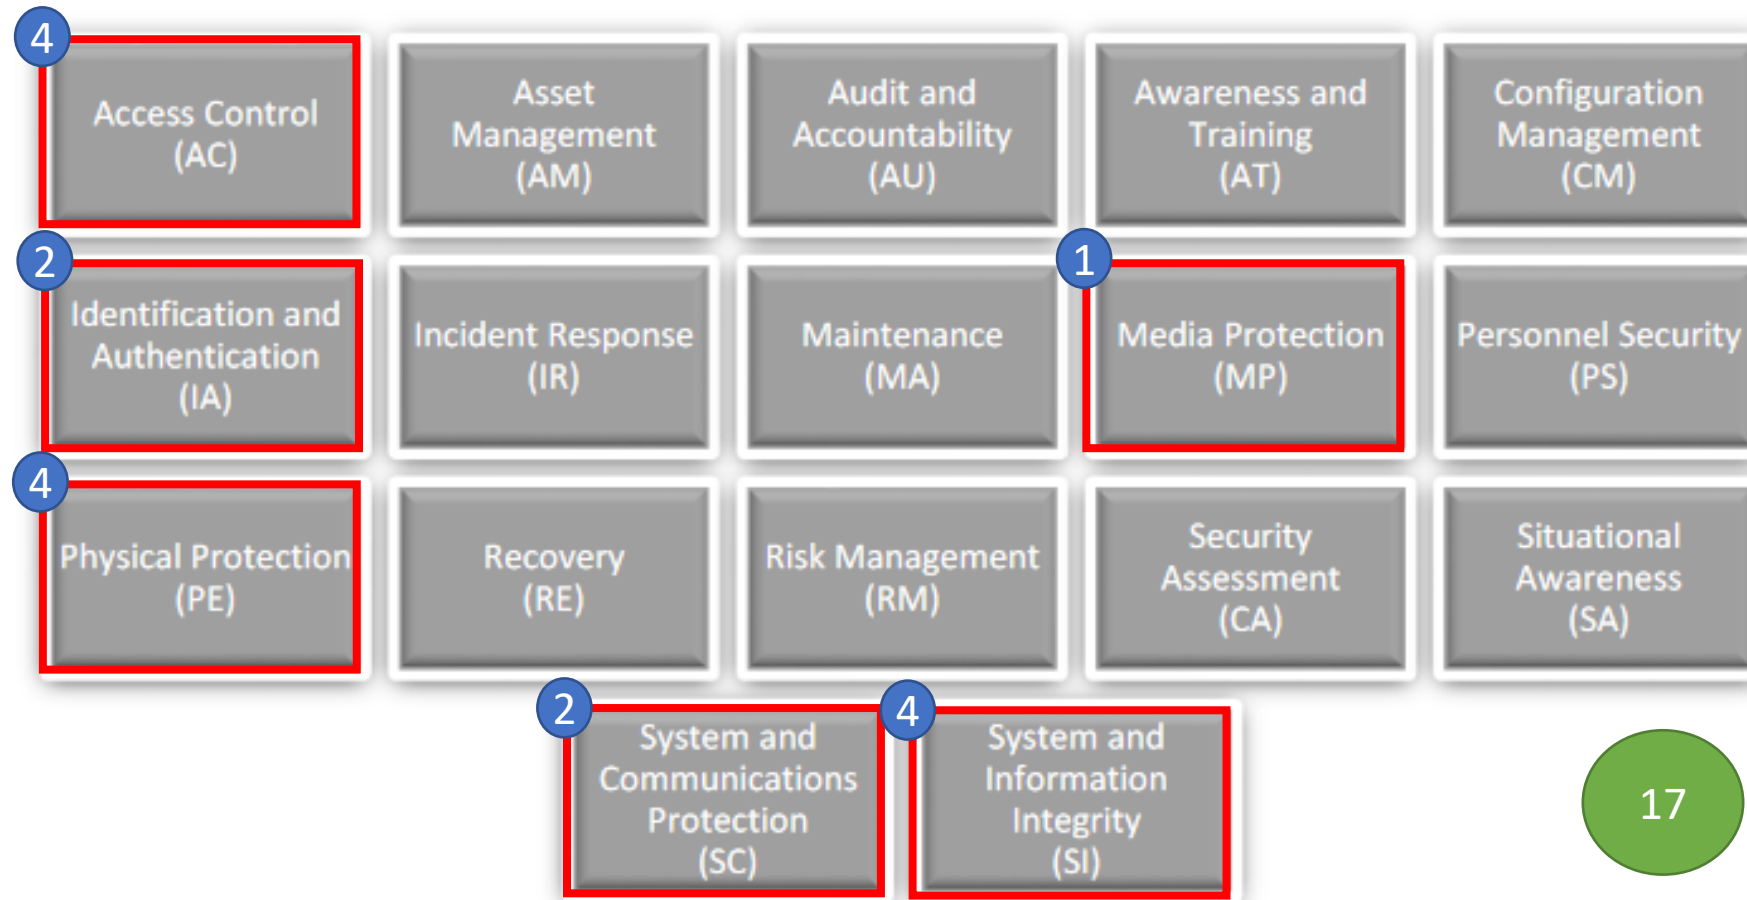 4
Access Control
(AC)
Asset
Management
(AM)
Audit and
Accountability
(AU)
Awareness and
Training
(AT)
Configuration
Management
(CM)
2
Identification and
Authentication
(IA)
Incident Response
(IR)
Maintenance
(MA)
1
Media Protection
(MP)
Personnel Security
(PS)
4
Physical Protection
(PE)
Recovery
(RE)
Risk Management
(RM)
Security
Assessment
(CA)
Situational
Awareness
(SA)
2
System and
Communications
Protection
(SC)
4
System and
Information
Integrity
(SI)
17